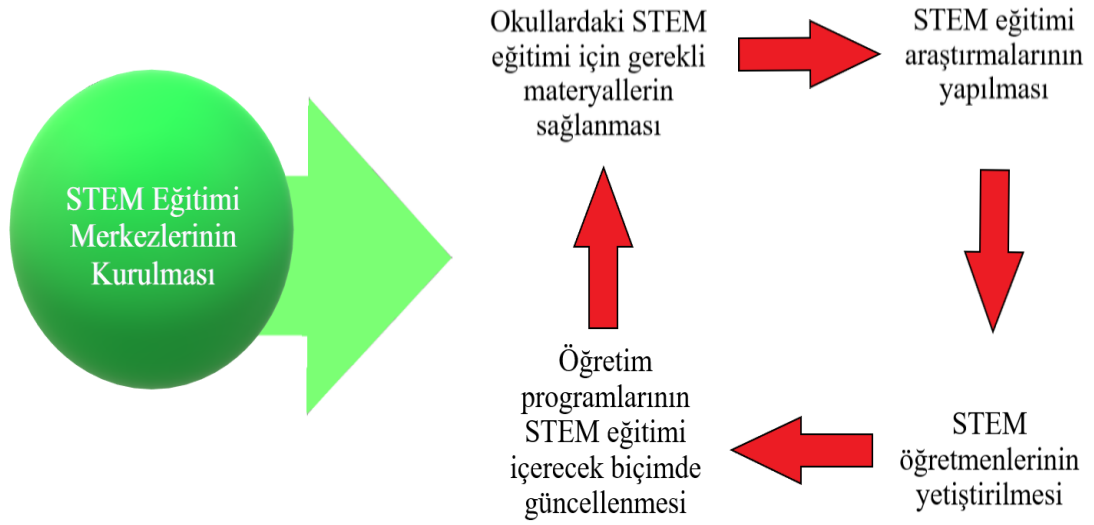 STEM Eğitimi
Merkezlerinin
Kurulması
Okullardaki STEM
eğitimi için gerekli
materyallerin
sağlanması
STEM eğitimi
araştırmalarının
yapılması
STEM
öğretmenlerinin
yetiştirilmesi
Öğretim
programlarının
STEM eğitimi
içerecek biçimde
güncellenmesi